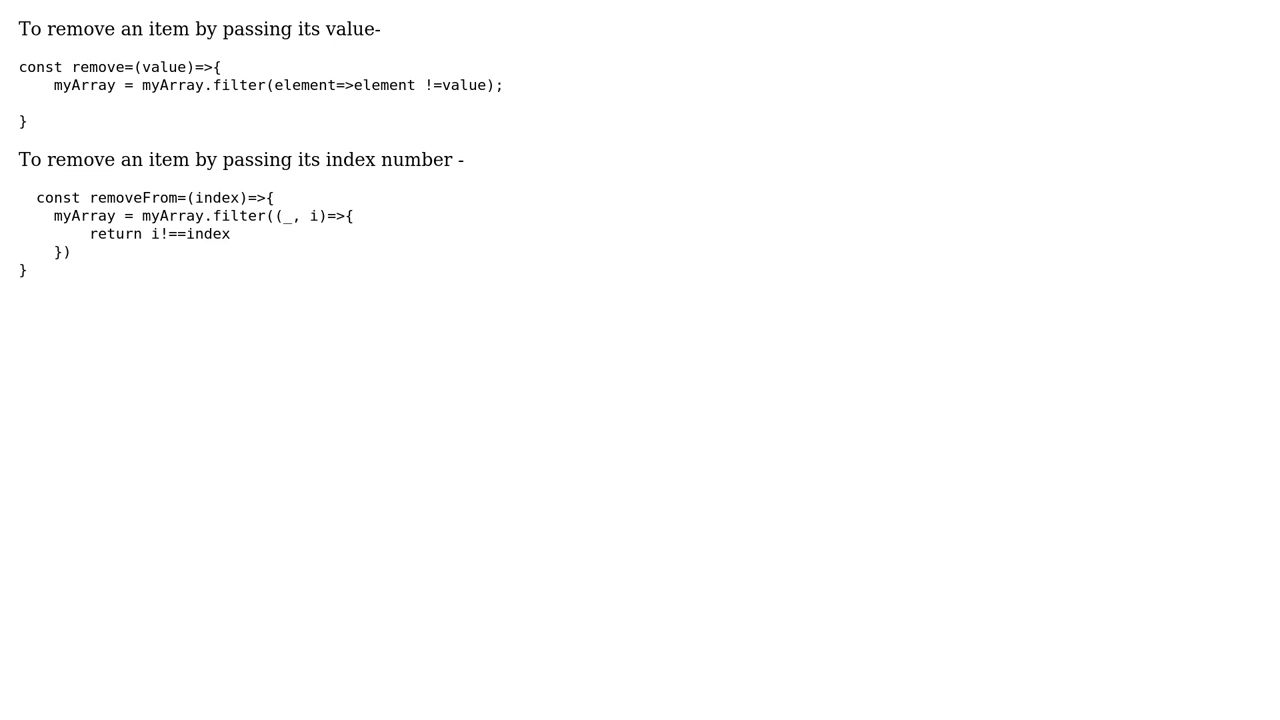 To remove an item by passing its value-
const remove=(value)=>{
    myArray = myArray.filter(element=>element !=value);
}
To remove an item by passing its index number -
  const removeFrom=(index)=>{
    myArray = myArray.filter((_, i)=>{
        return i!==index
    })
}